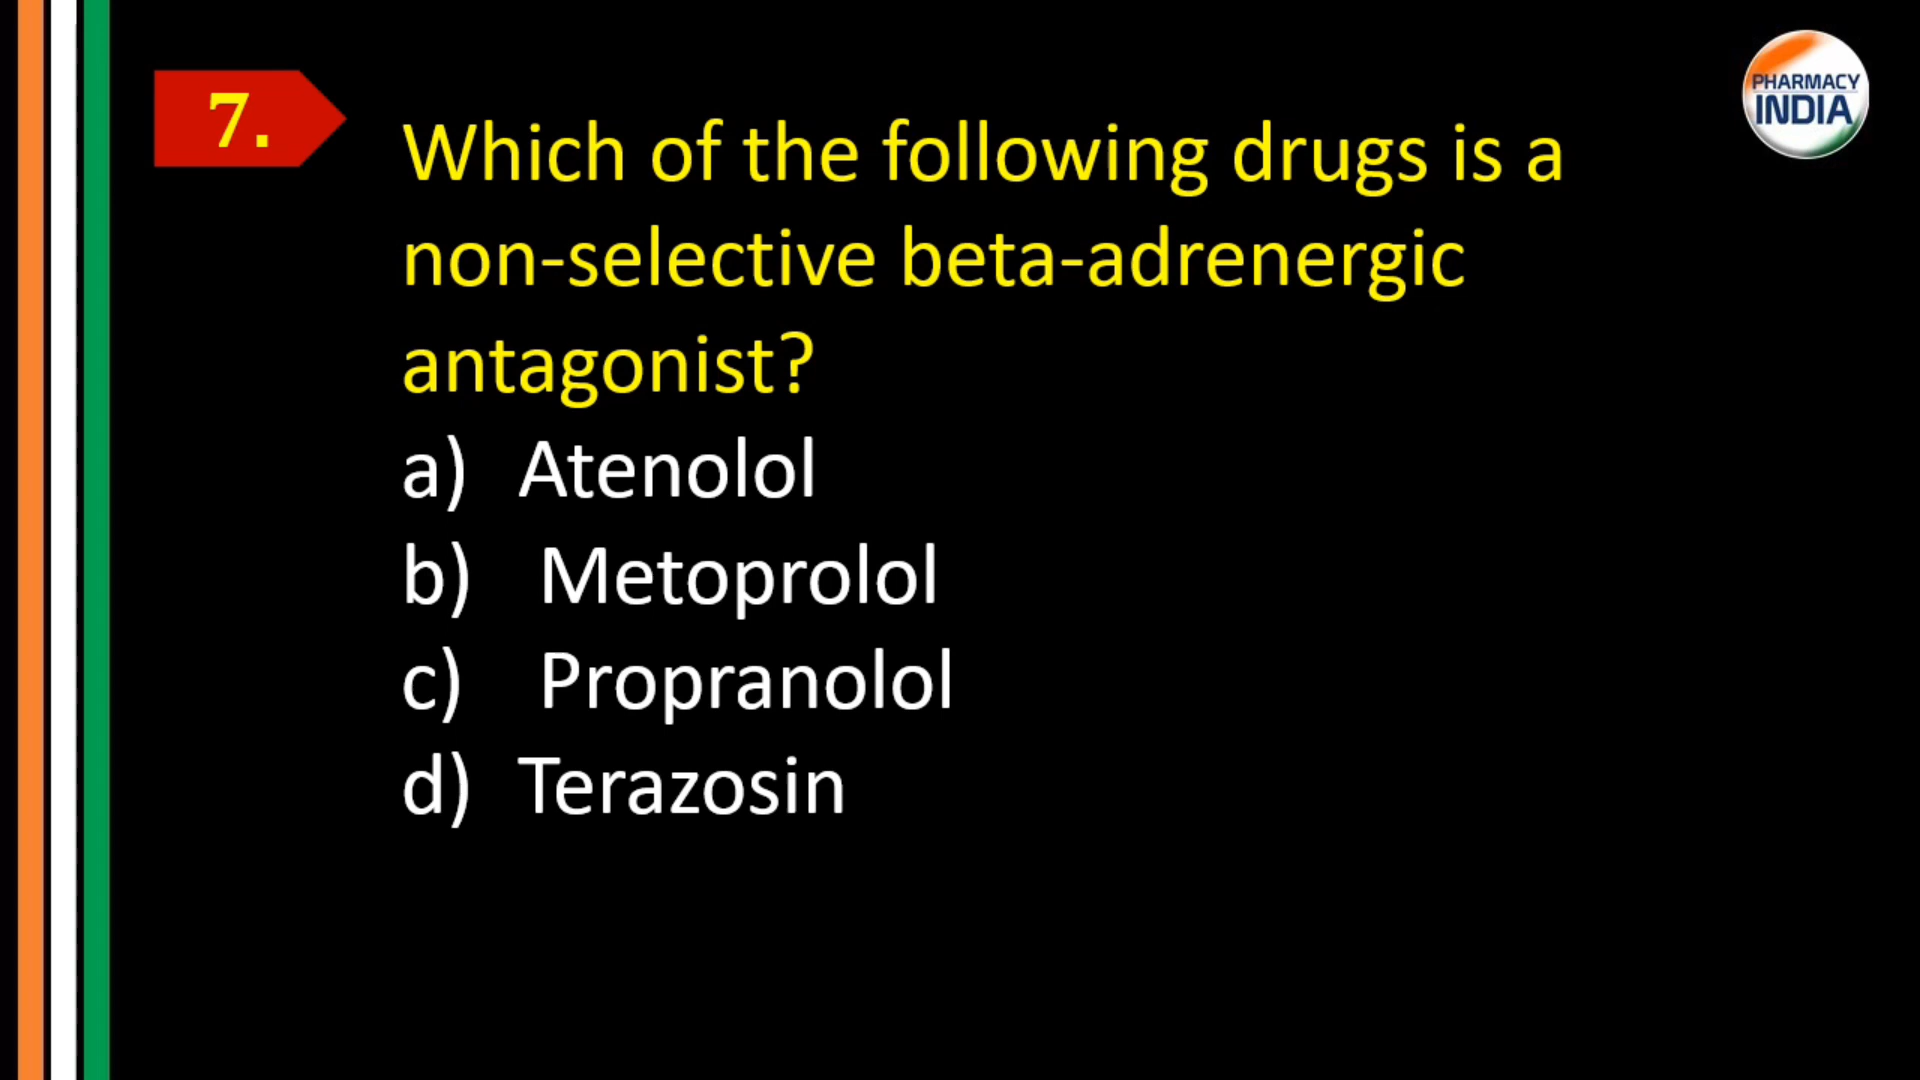 7.
PHARMACY
INDIA
Which of the following drugs is a
non-selective beta-adrenergic
antagonist?
a) Atenolol
b) Metoprolol
c) Propranolol
d) Terazosin